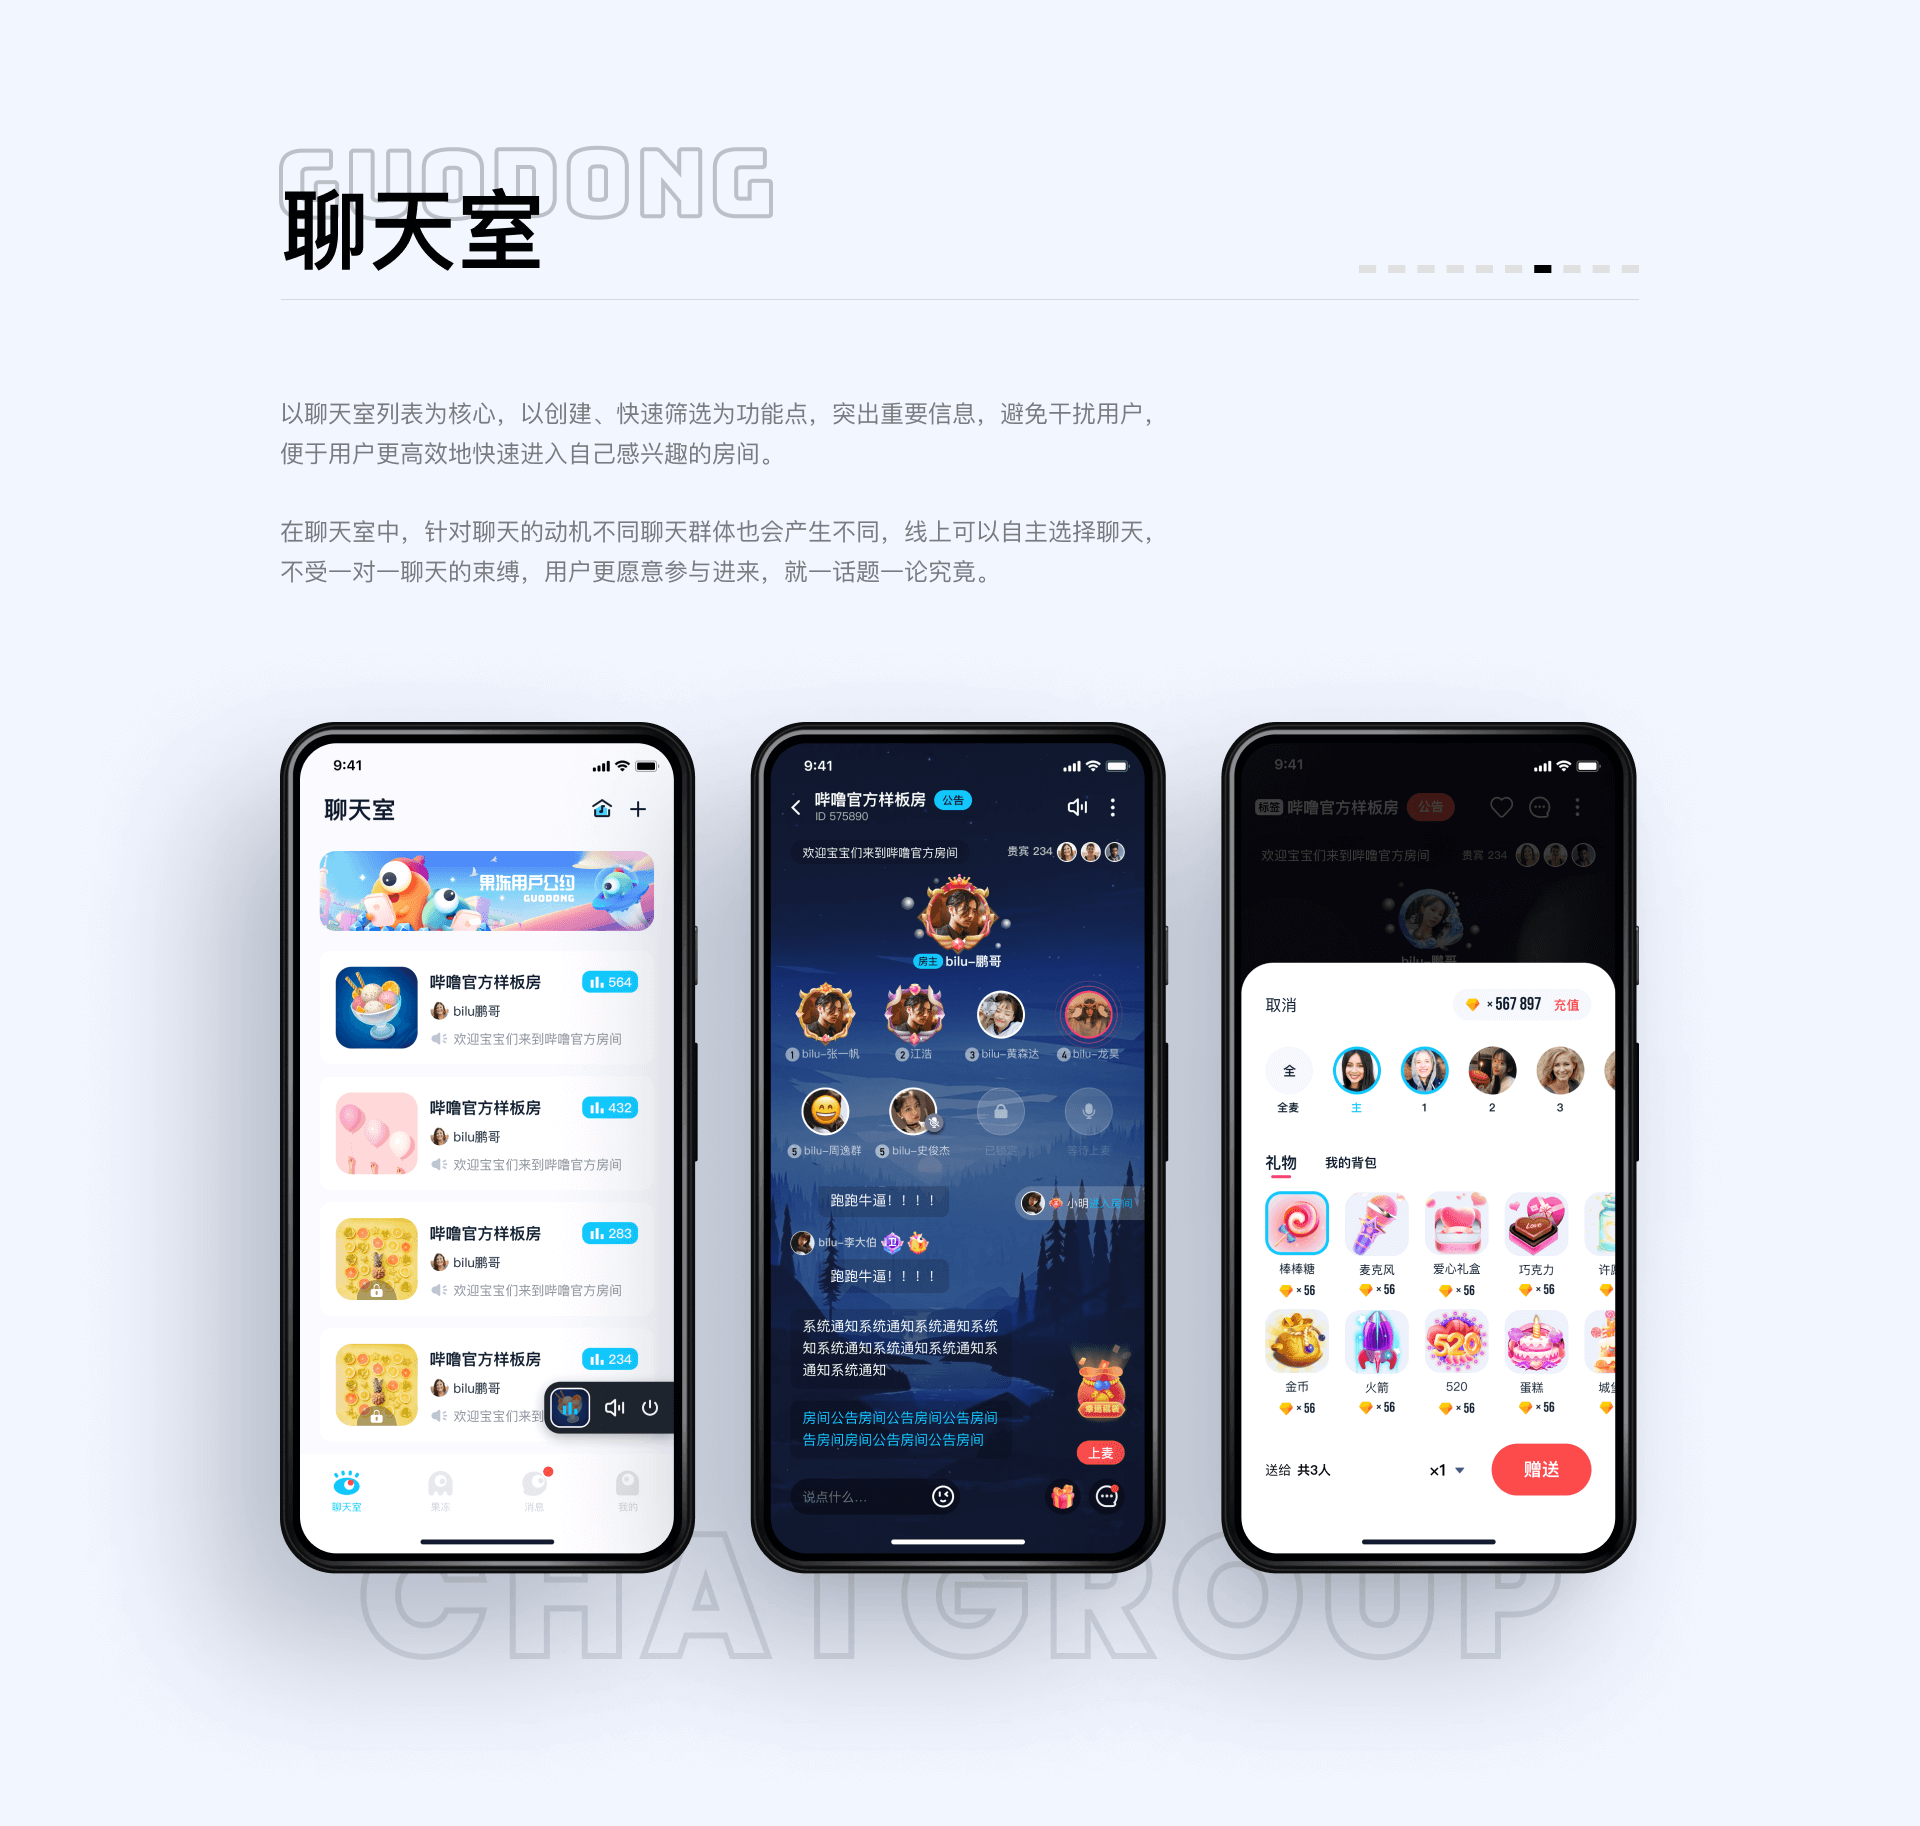 GUODONG
聊天室
以聊天室列表为核心，以创建、快速筛选为功能点，突出重要信息，避免干扰用户，
便于用户更高效地快速进入自己感兴趣的房间。
在聊天室中，针对聊天的动机不同聊天群体也会产生不同，线上可以自主选择聊天，
不受一对一聊天的束缚，用户更愿意参与进来，就一话题一论究竟。
9:41
聊天室
果冻用户公约
GUODONG
哔噜官方样板房
564
bilu鹏哥
欢迎宝宝们来到哔噜官方房间
哔噜官方样板房
432
bilu鹏哥
欢迎宝宝们来到哔噜官方房间
哔噜官方样板房
283
bilu鹏哥
欢迎宝宝们来到哔噜官方房间
哔噜官方样板房
234
bilu鹏哥
欢迎宝宝们来到
聊天室 果冻 消息 我的
9:41
哔噜官方样板房 公告
ID 575890
欢迎宝宝们来到哔噜官方房间 贵宾 234
房主 bilu-鹏哥
1 bilu-张一帆 2 江浩 3 bilu-黄森达 4 bilu-龙昊
5 bilu-周逸群 5 bilu-史俊杰 已锁定 等待上麦
跑跑牛逼！！！！
小明进入房间
bilu-李大伯 卫
跑跑牛逼！！！！
系统通知系统通知系统通知系统
知系统通知系统通知系统通知系
通知系统通知
房间公告房间公告房间公告房间
告房间房间公告房间公告房间
上麦
说点什么...
9:41
标签 哔噜官方样板房 公告
欢迎宝宝们来到哔噜官方房间 贵宾 234
bilu-鹏哥
取消 ×567 897 充值
全
全麦 主 1 2 3
礼物 我的背包
Love
棒棒糖 麦克风 爱心礼盒 巧克力
×56 ×56 ×56 ×56
520
金币 火箭 520 蛋糕
×56 ×56 ×56 ×56
送给 共3人 ×1 赠送
CHATGROUP